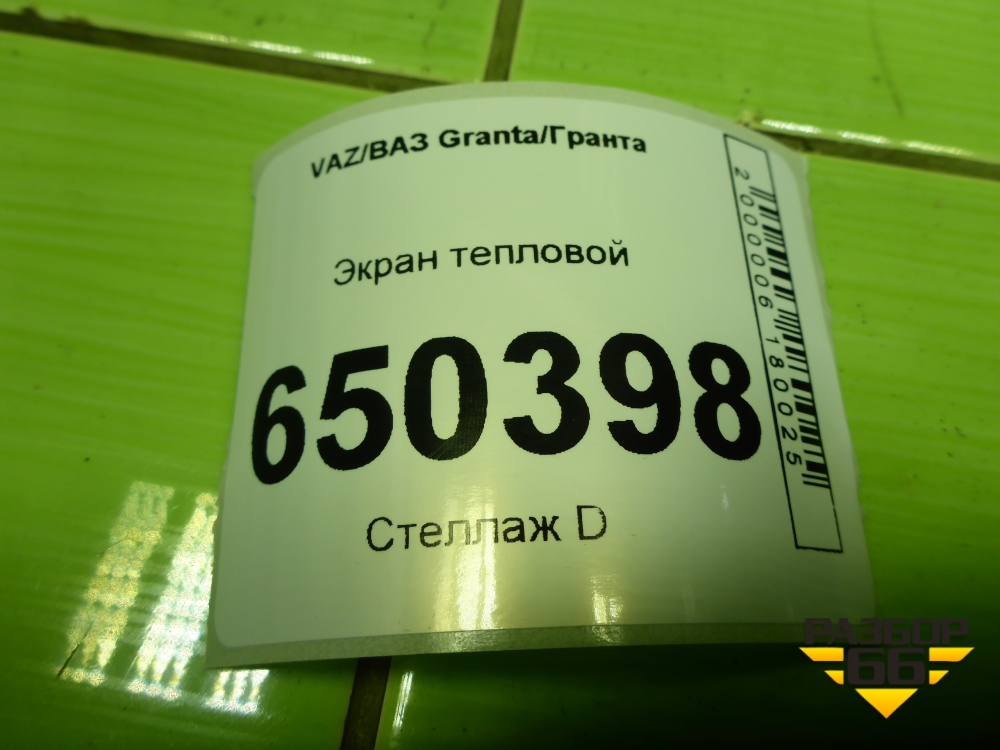 VAZ/ВАЗ Granta/Гранта
Экран тепловой
650398
Стеллаж D
2000006180025
РАЗБОР
66